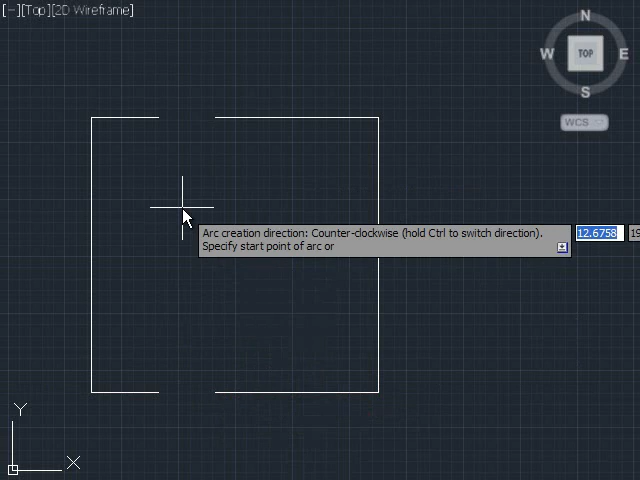 [−][Top][2D Wireframe]
N
W TOP E
S
WCS
Arc creation direction: Counter-clockwise (hold Ctrl to switch direction).
Specify start point of arc or
12.6758 19
Y
X